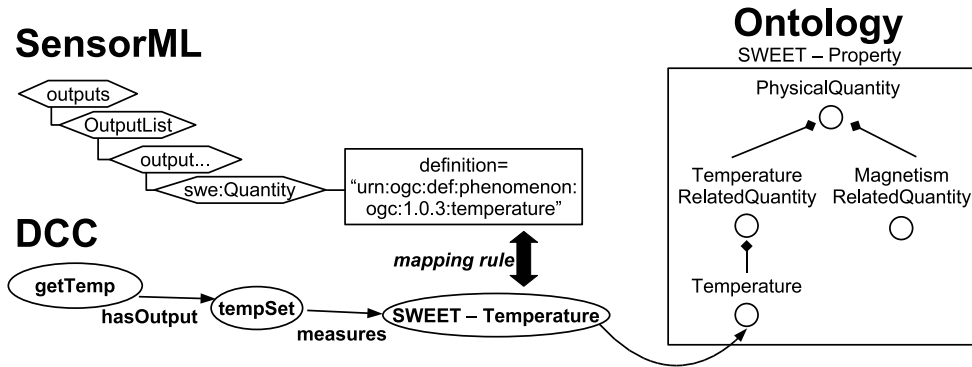 SensorML
outputs
OutputList
output...
swe:Quantity
definition=
“urn:ogc:def:phenomenon:
ogc:1.0.3:temperature”
DCC
mapping rule
getTemp
hasOutput
tempSet
measures
SWEET – Temperature
Ontology
SWEET – Property
PhysicalQuantity
Temperature
RelatedQuantity
Magnetism
RelatedQuantity
Temperature